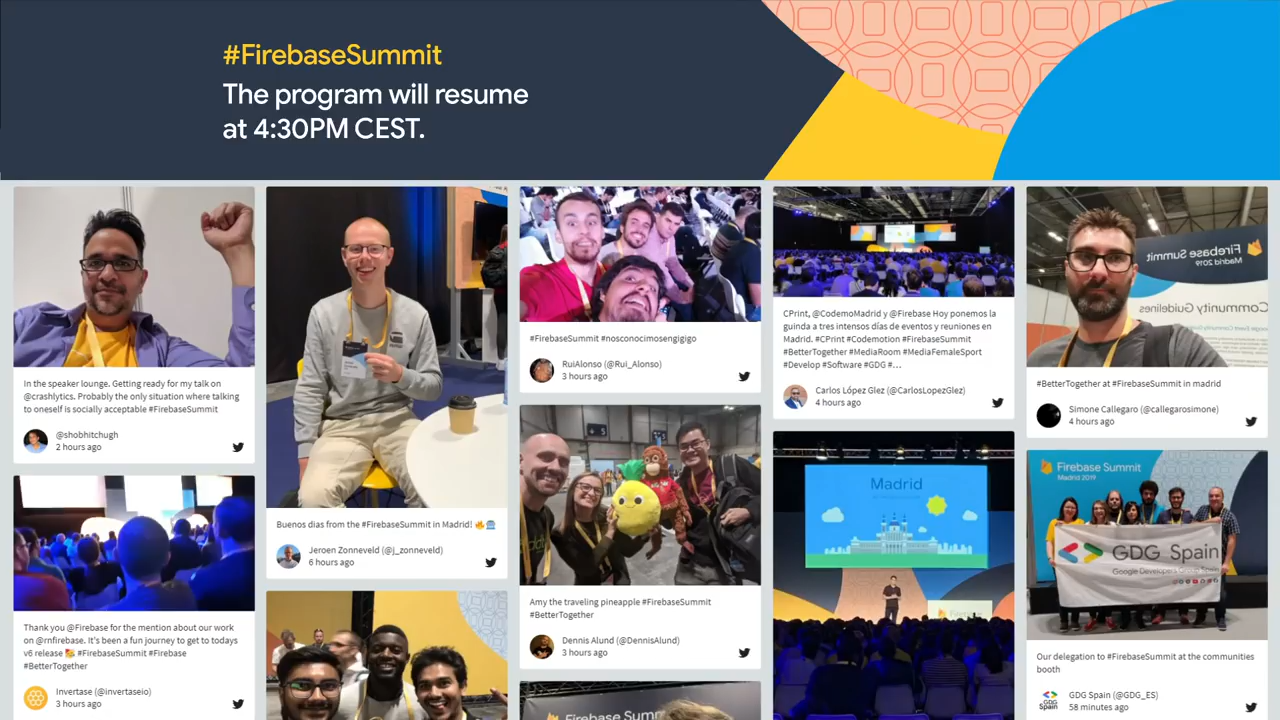 #FirebaseSummit
The program will resume
at 4:30PM CEST.
In the speaker lounge. Getting ready for my talk on
@crashlytics. Probably the only situation where talking
to oneself is socially acceptable #FirebaseSummit
@shobhitchugh
2 hours ago
Thank you @Firebase for the mention about our work
on @rnfirebase. It's been a fun journey to get to todays
v6 release 🥰 #FirebaseSummit #Firebase
#BetterTogether
Invertase (@invertaseio)
3 hours ago
Buenos dias from the #FirebaseSummit in Madrid! 🔥
Jeroen Zonneveld (@j_zonneveld)
6 hours ago
#FirebaseSummit #nosconocimosengigigo
RuiAlonso (@Rui_Alonso)
3 hours ago
Amy the traveling pineapple #FirebaseSummit
#BetterTogether
Dennis Alund (@DennisAlund)
3 hours ago
Firebase Summit
CPrint, @CodemoMadrid y @Firebase Hoy ponemos la
guinda a tres intensos días de eventos y reuniones en
Madrid. #CPrint #Codemotion #FirebaseSummit
#BetterTogether #MediaRoom #MediaFemaleSport
#Develop #Software #GDG #…
Carlos López Glez (@CarlosLopezGlez)
4 hours ago
Madrid
Firebase
Firebase Summit
Madrid 2019
Community Guidelines
#BetterTogether at #FirebaseSummit in madrid
Simone Callegaro (@callegarosimone)
4 hours ago
Firebase Summit
Madrid 2019
GDG Spain
Google Developers Group Spain
Our delegation to #FirebaseSummit at the communities
booth
GDG Spain (@GDG_ES)
58 minutes ago